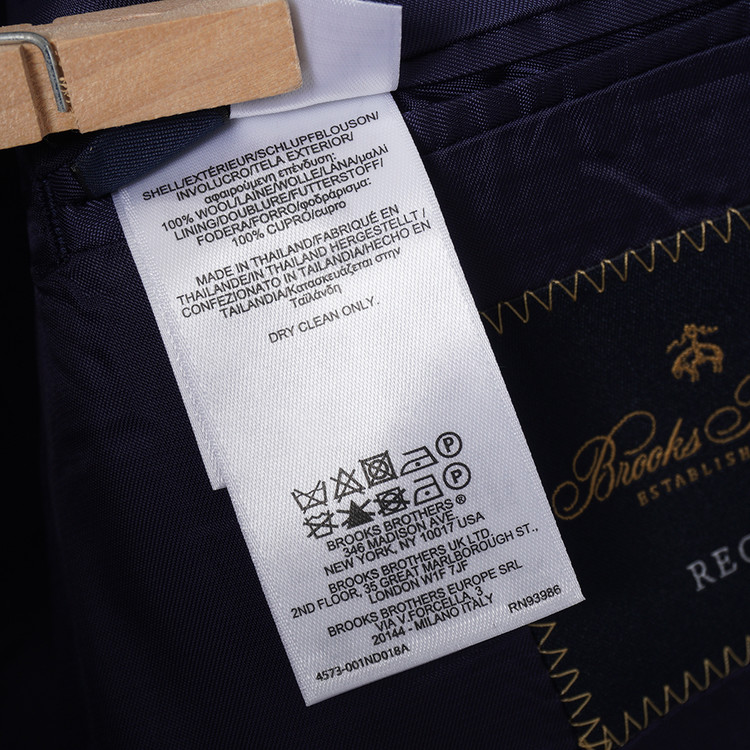 SHELL/EXTÉRIEUR/SCHLUPFBLOUSON/
INVOLUCRO/TELA EXTERIOR/
αφαιρούμενη επένδυση:
100% WOOL/LAINE/WOLLE/LANA/μαλλί
LINING/DOUBLURE/FUTTERSTOFF/
FODERA/FORRO/φοδράρισμα:
100% CUPRO/cupro
MADE IN THAILAND/FABRIQUÉ EN
THAILANDE/IN THAILAND HERGESTELLT /
CONFEZIONATO IN TAILANDIA/HECHO EN
TAILANDIA/Κατασκευάζεται στην
Ταϊλάνδη
DRY CLEAN ONLY.
P
P
BROOKS BROTHERS ®
346 MADISON AVE.
NEW YORK, NY 10017 USA
BROOKS BROTHERS UK LTD.
2ND FLOOR, 35 GREAT MARLBOROUGH ST.,
LONDON W1F 7JF
BROOKS BROTHERS EUROPE SRL
VIA V.FORCELLA, 3
20144 - MILANO ITALY
RN93986
4573-001ND018A
Brooks
ESTABLISH
REG